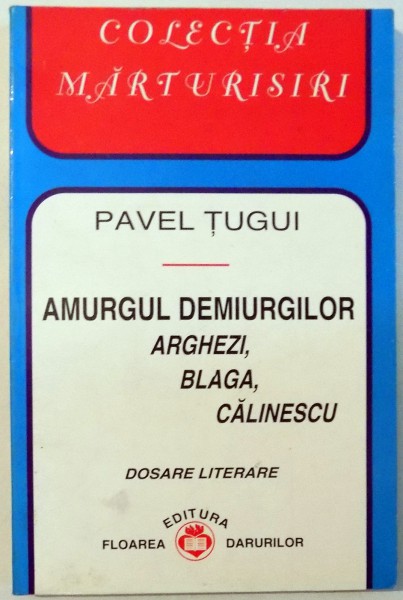 COLECȚIA
MĂRTURISIRI
PAVEL ȚUGUI
AMURGUL DEMIURGILOR
ARGHEZI,
BLAGA,
CĂLINESCU
DOSARE LITERARE
EDITURA
FLOAREA DARURILOR